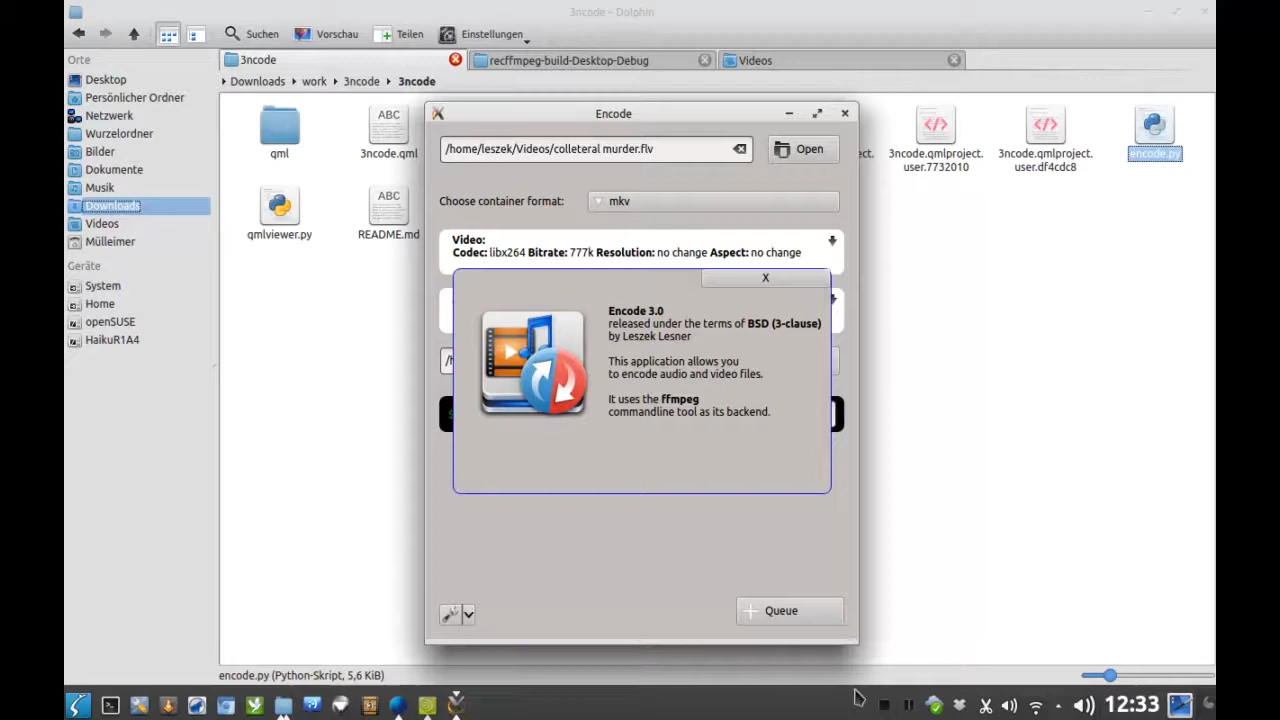 3ncode – Dolphin
Suchen
Vorschau
Teilen
Einstellungen
Orte
Desktop
Persönlicher Ordner
Netzwerk
Wurzelordner
Bilder
Dokumente
Musik
Downloads
Videos
Mülleimer
Geräte
System
Home
openSUSE
HaikuR1A4
3ncode
recffmpeg-build-Desktop-Debug
Videos
Downloads
work
3ncode
3ncode
qml
ABC
3ncode.qml
3ncode.qmlproject.
user.7732010
3ncode.qmlproject.
user.df4cdc8
encode.py
qmlviewer.py
ABC
README.md
Encode
/home/leszek/Videos/colleteral murder.flv
Open
Choose container format:
mkv
Video:
Codec: libx264 Bitrate: 777k Resolution: no change Aspect: no change
X
Encode 3.0
released under the terms of BSD (3-clause)
by Leszek Lesner
This application allows you
to encode audio and video files.
It uses the ffmpeg
commandline tool as its backend.
Queue
encode.py (Python-Skript, 5,6 KiB)
12:33